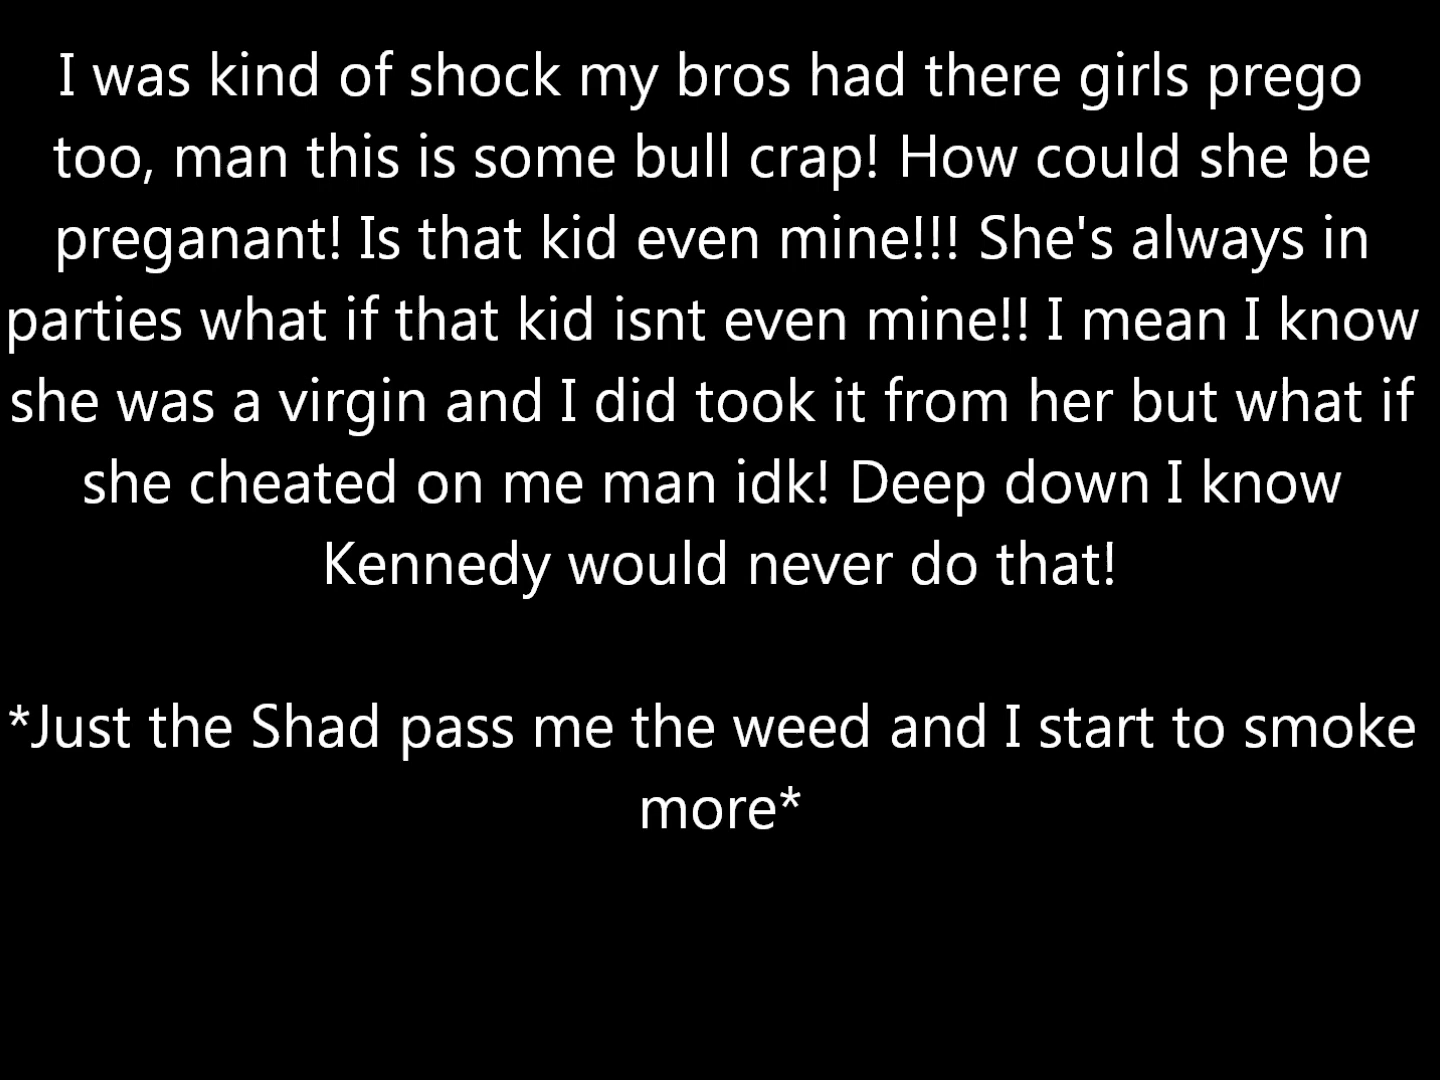 I was kind of shock my bros had there girls prego
too, man this is some bull crap! How could she be
preganant! Is that kid even mine!!! She's always in
parties what if that kid isnt even mine!! I mean I know
she was a virgin and I did took it from her but what if
she cheated on me man idk! Deep down I know
Kennedy would never do that!
*Just the Shad pass me the weed and I start to smoke
more*